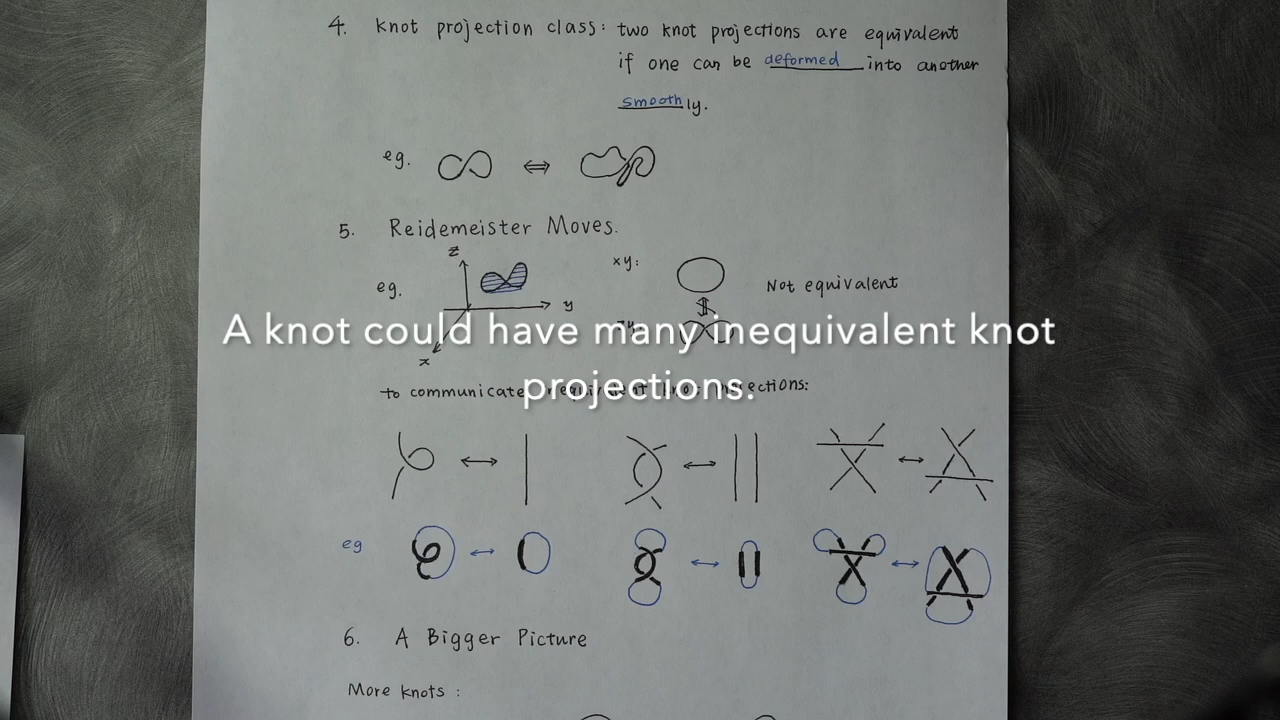 4. Knot projection class: two knot projections are equivalent
if one can be deformed into another
smoothly.
eg.
5. Reidemeister Moves.
z
eg.
y
x
xy:
Not equivalent
A knot could have many inequivalent knot
projections.
to communicate
eg
6. A Bigger Picture
More knots :